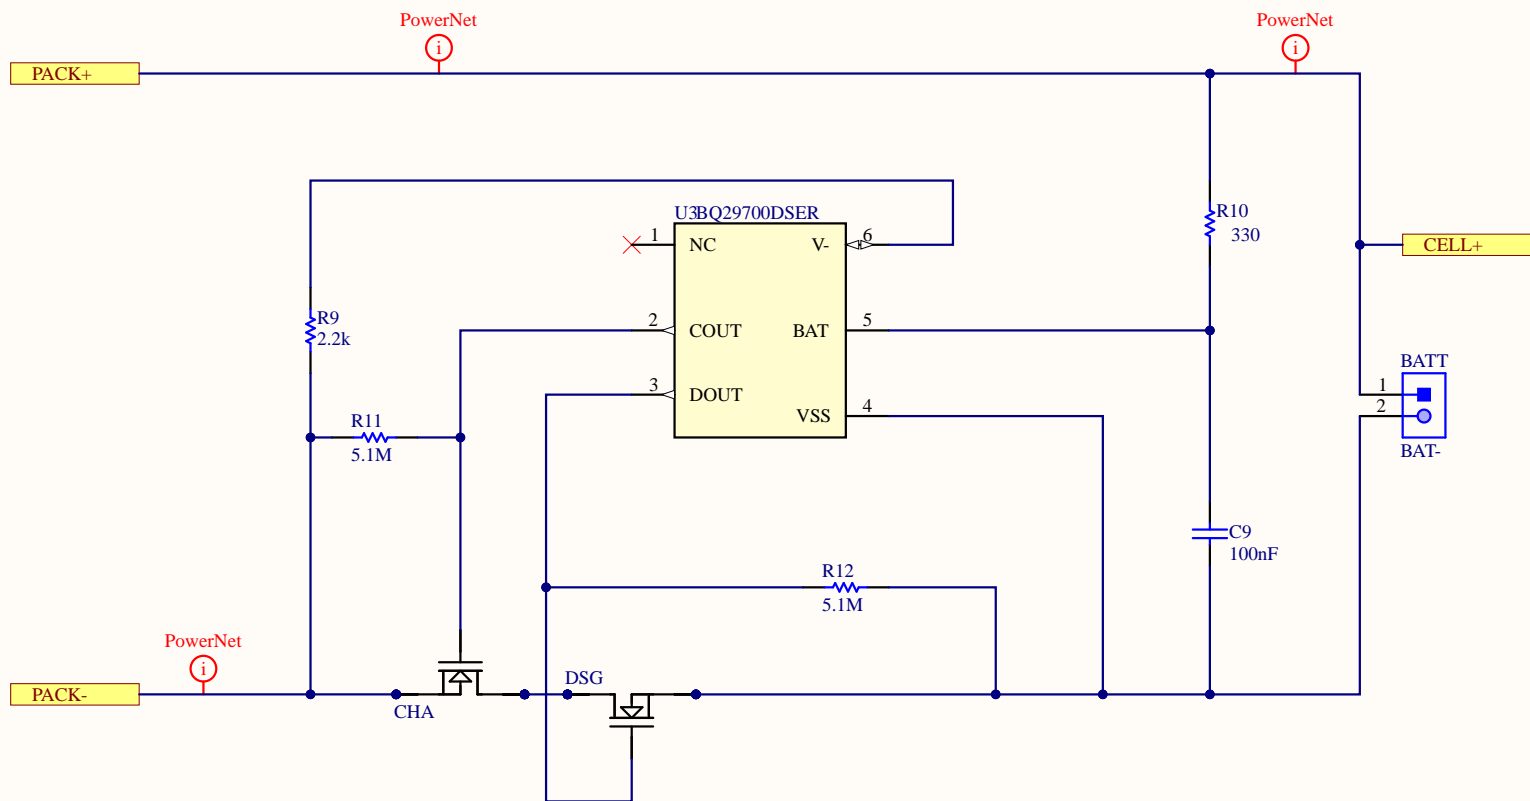 PowerNet
i
PowerNet
i
PACK+
U3BQ29700DSER
R10
330
1
NC
V-
6
CELL+
R9
2.2k
2
COUT
BAT
5
BATT
3
DOUT
1
VSS
4
2
R11
5.1M
BAT-
C9
100nF
R12
5.1M
PowerNet
i
PACK-
DSG
CHA